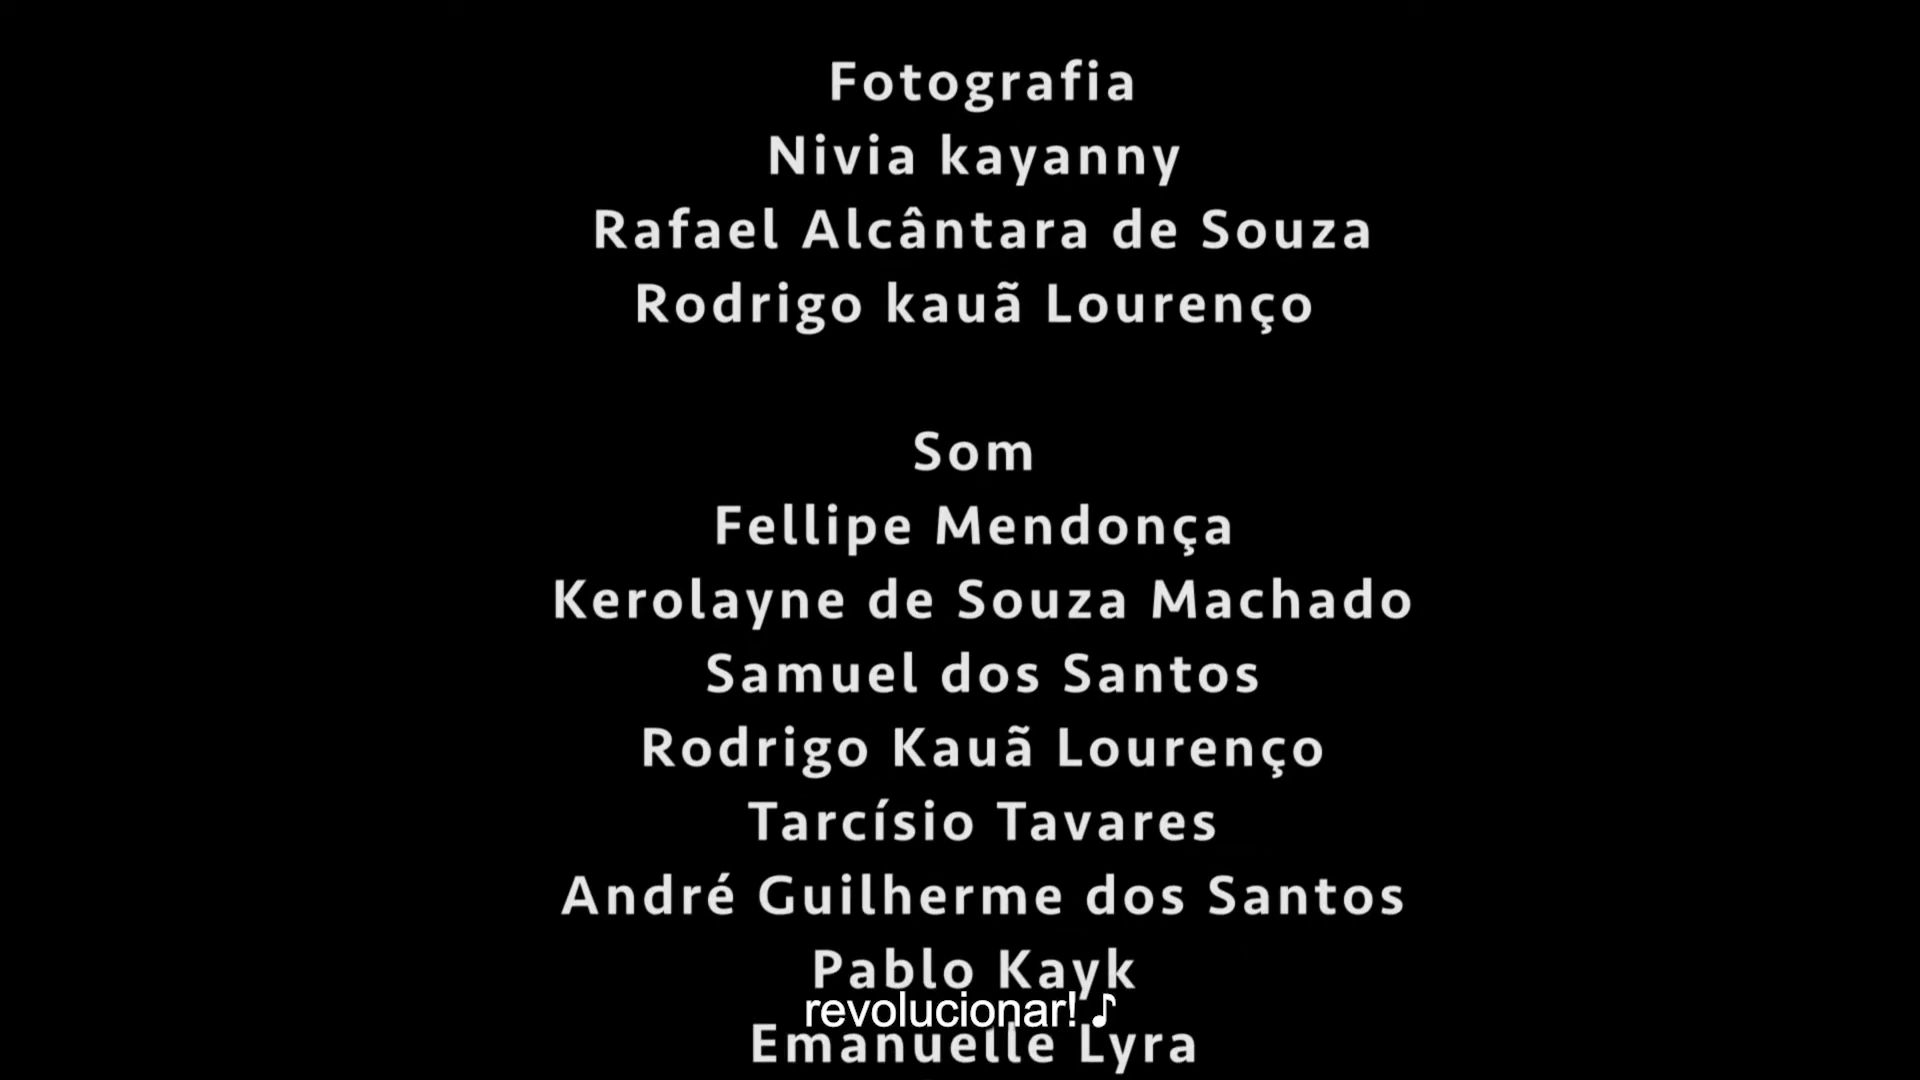 Fotografia
Nivia kayanny
Rafael Alcântara de Souza
Rodrigo kauã Lourenço
Som
Fellipe Mendonça
Kerolayne de Souza Machado
Samuel dos Santos
Rodrigo Kauã Lourenço
Tarcísio Tavares
André Guilherme dos Santos
Pablo Kayk
revolucionar! ♪
Emanuelle Lyra